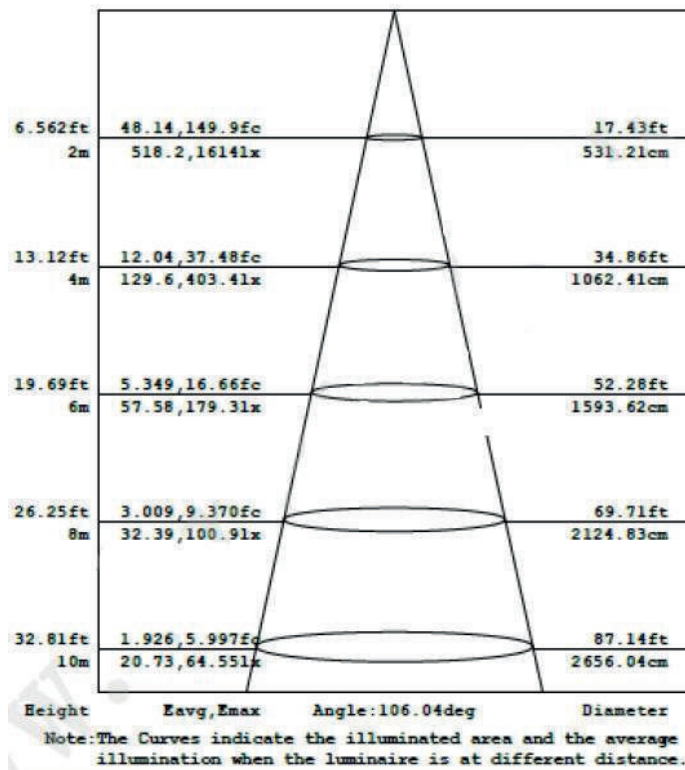 6.562ft 48.14,149.9fc 17.43ft
2m 518.2,1614lx 531.21cm
13.12ft 12.04,37.48fc 34.86ft
4m 129.6,403.4lx 1062.41cm
19.69ft 5.349,16.66fc 52.28ft
6m 57.58,179.3lx 1593.62cm
26.25ft 3.009,9.370fc 69.71ft
8m 32.39,100.9lx 2124.83cm
32.81ft 1.926,5.997fc 87.14ft
10m 20.73,64.55lx 2656.04cm
Height Eavg,Emax Angle:106.04deg Diameter
Note:The Curves indicate the illuminated area and the average
illumination when the luminaire is at different distance.